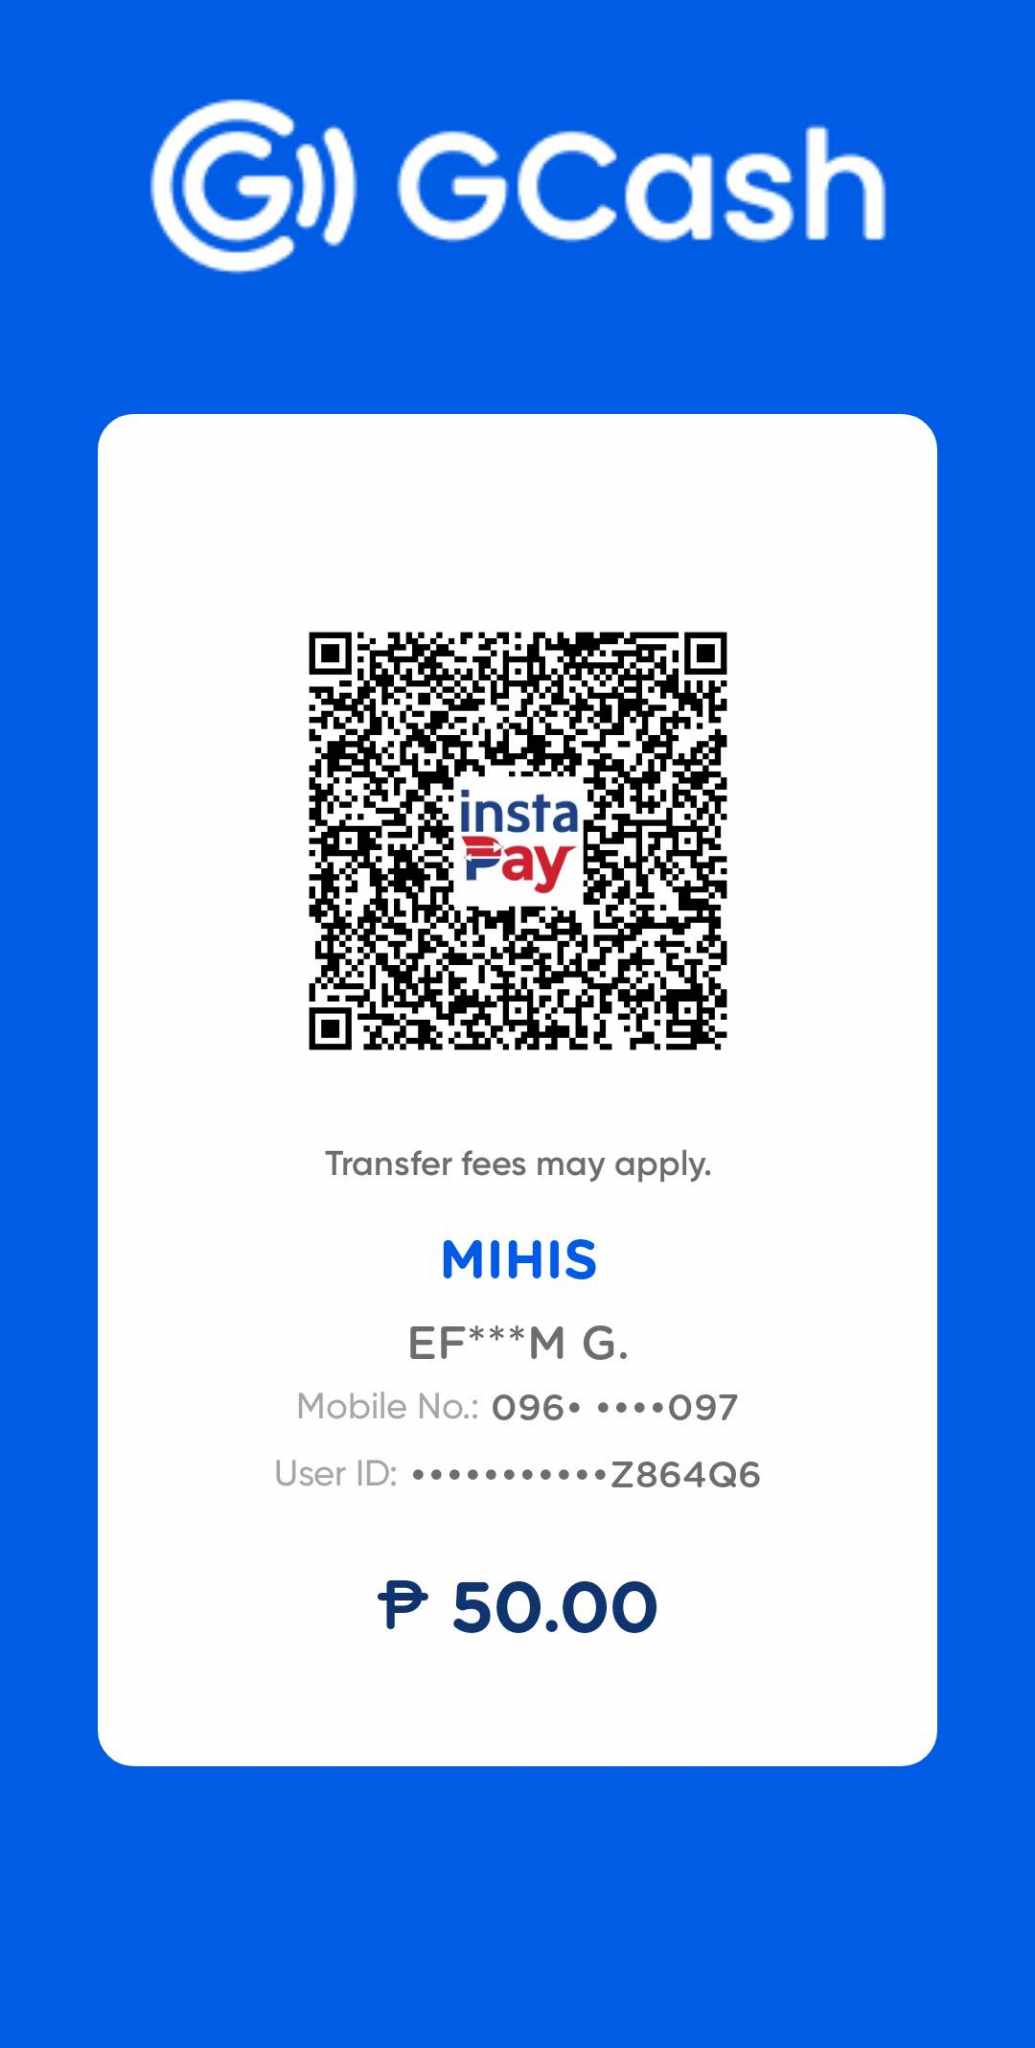 GCash
insta
Pay
Transfer fees may apply.
MIHIS
EF***M G.
Mobile No.: 096• ••••097
User ID: •••••••••••Z864Q6
₱ 50.00